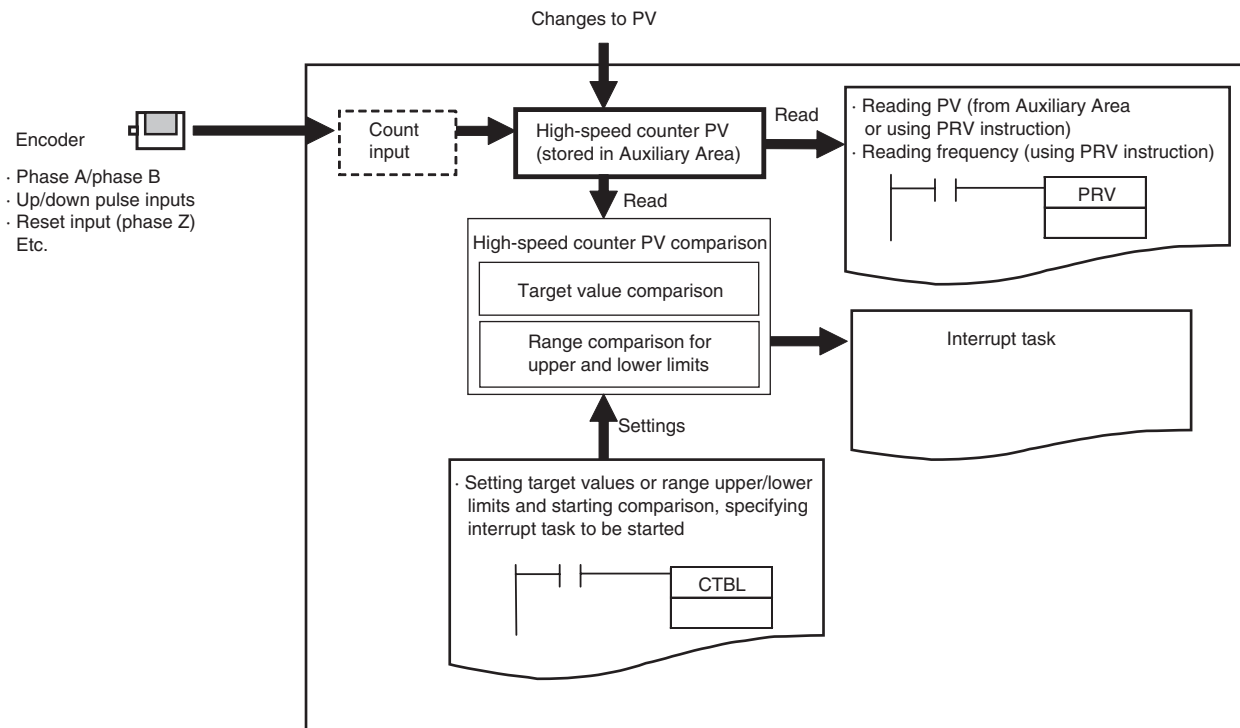 Changes to PV
Encoder
· Phase A/phase B
· Up/down pulse inputs
· Reset input (phase Z)
Etc.
Count
input
High-speed counter PV
(stored in Auxiliary Area)
Read
· Reading PV (from Auxiliary Area
or using PRV instruction)
· Reading frequency (using PRV instruction)
PRV
Read
High-speed counter PV comparison
Target value comparison
Range comparison for
upper and lower limits
Interrupt task
Settings
· Setting target values or range upper/lower
limits and starting comparison, specifying
interrupt task to be started
CTBL